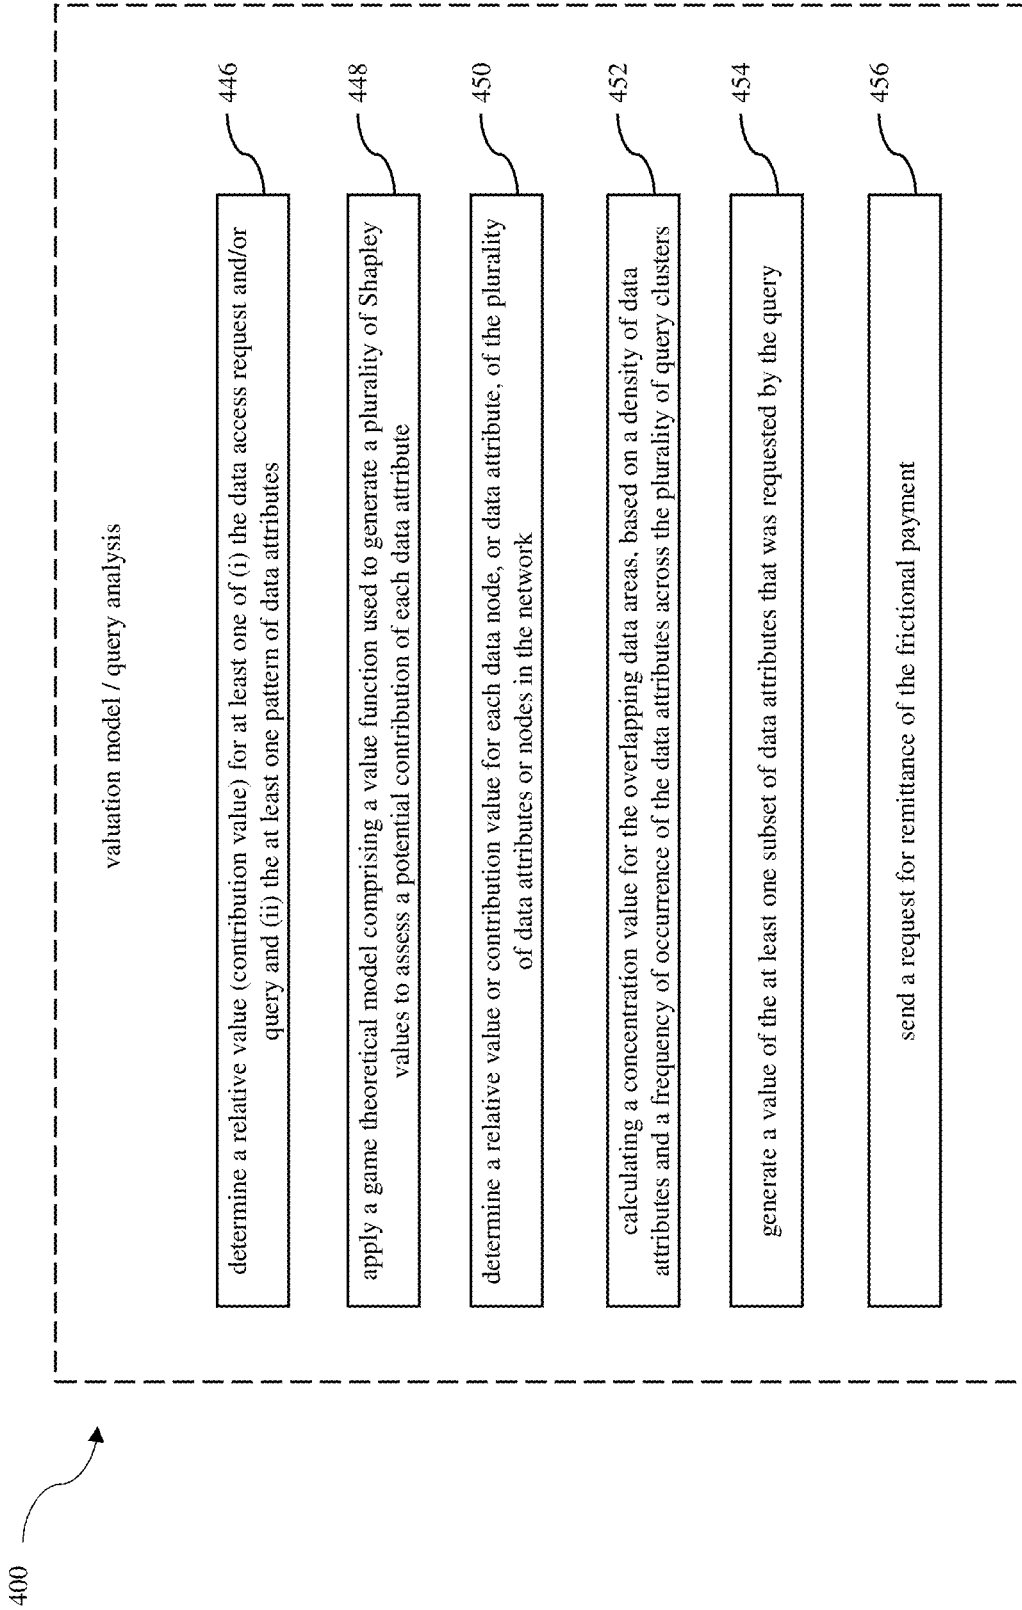 400
valuation model / query analysis
determine a relative value (contribution value) for at least one of (i) the data access request and/or
query and (ii) the at least one pattern of data attributes
446
apply a game theoretical model comprising a value function used to generate a plurality of Shapley
values to assess a potential contribution of each data attribute
448
determine a relative value or contribution value for each data node, or data attribute, of the plurality
of data attributes or nodes in the network
450
calculating a concentration value for the overlapping data areas, based on a density of data
attributes and a frequency of occurrence of the data attributes across the plurality of query clusters
452
generate a value of the at least one subset of data attributes that was requested by the query
454
send a request for remittance of the frictional payment
456